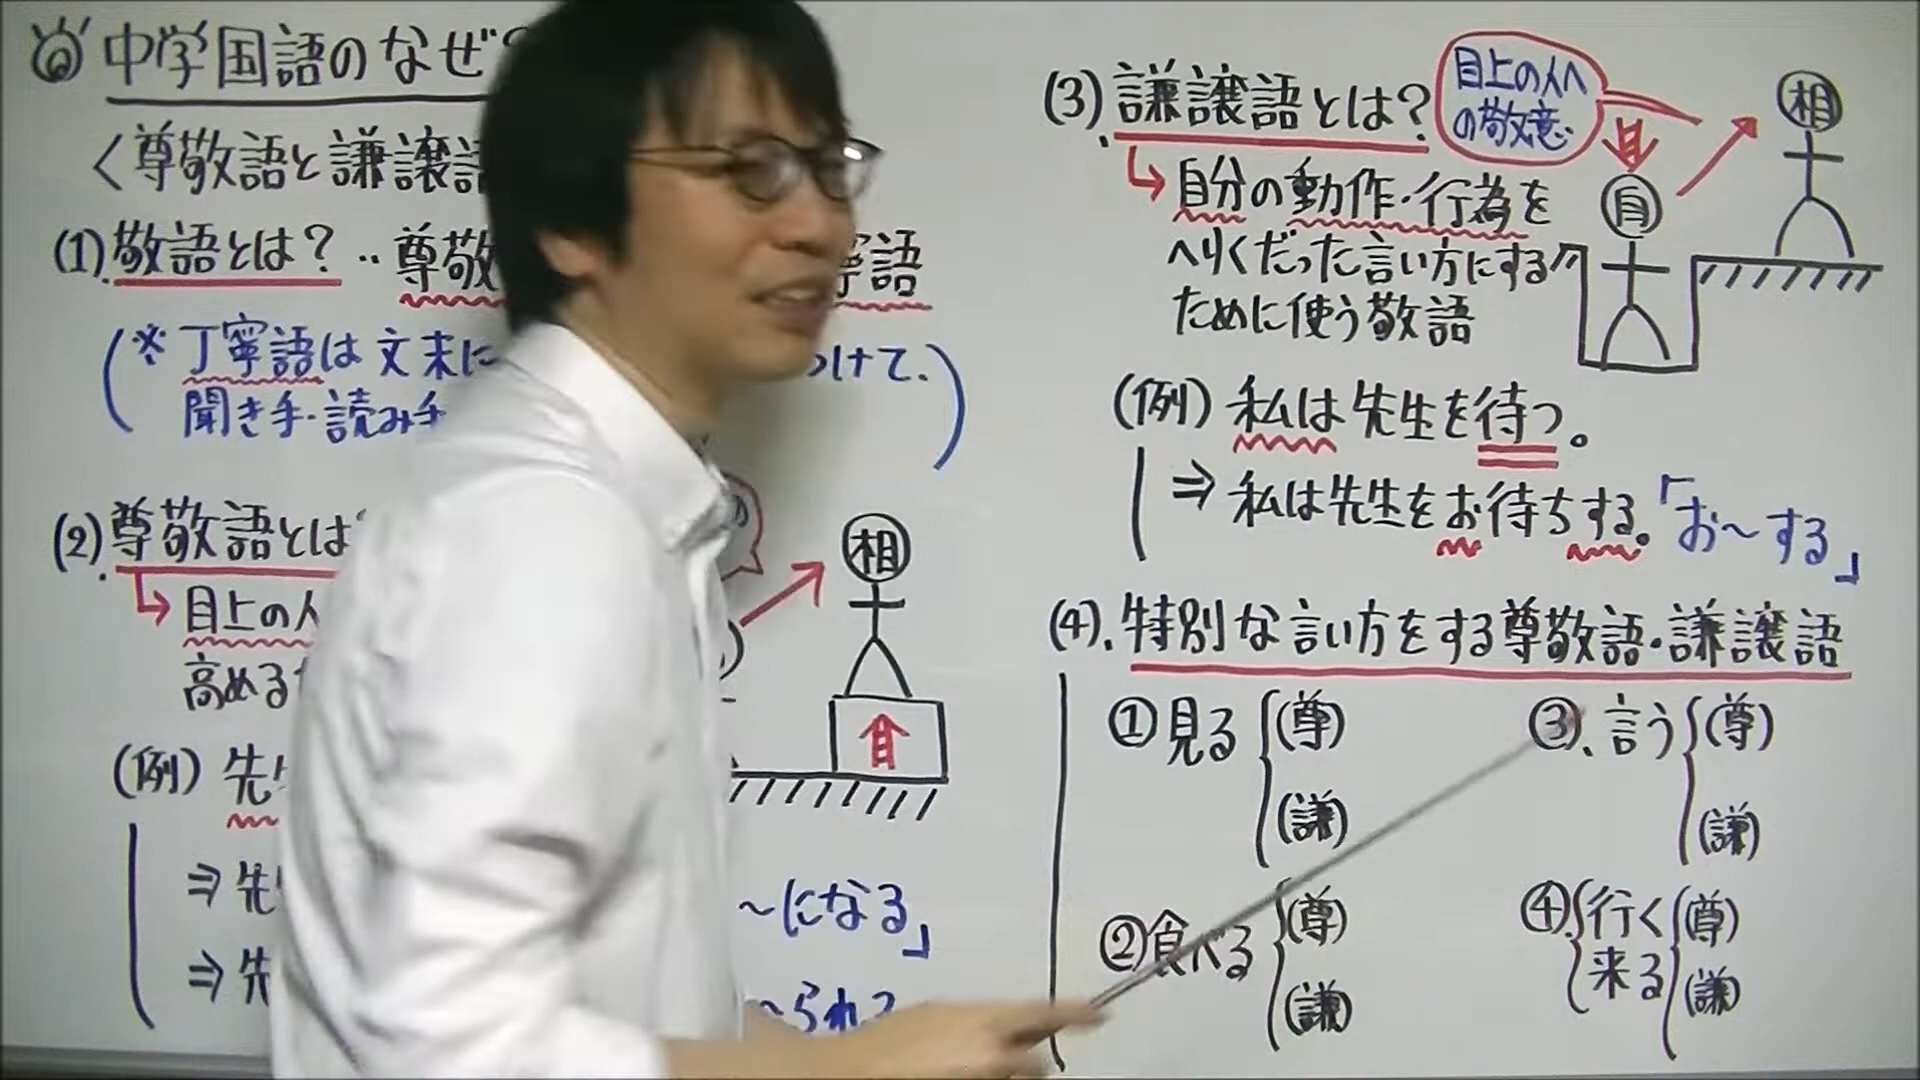 中学国語のなぜ?
<尊敬語と謙譲語
(1).敬語とは?‥尊敬
寧語
(※丁寧語は文末に
つけて、)
聞き手・読み手
(2).尊敬語とは?
目上の人
高める
相
(例)先生
⇒先
〜になる」
⇒先
(3).謙譲語とは?
目上の人へ
の敬意
自分の動作・行為を
へりくだった言い方にする
ために使う敬語
自
相
(例)私は先生を待つ。
⇒私は先生をお待ちする。「お〜する」
(4).特別な言い方をする尊敬語・謙譲語
①見る (尊)
(謙)
②食べる (尊)
(謙)
③.言う (尊)
(謙)
④.行く 来る (尊)
(謙)